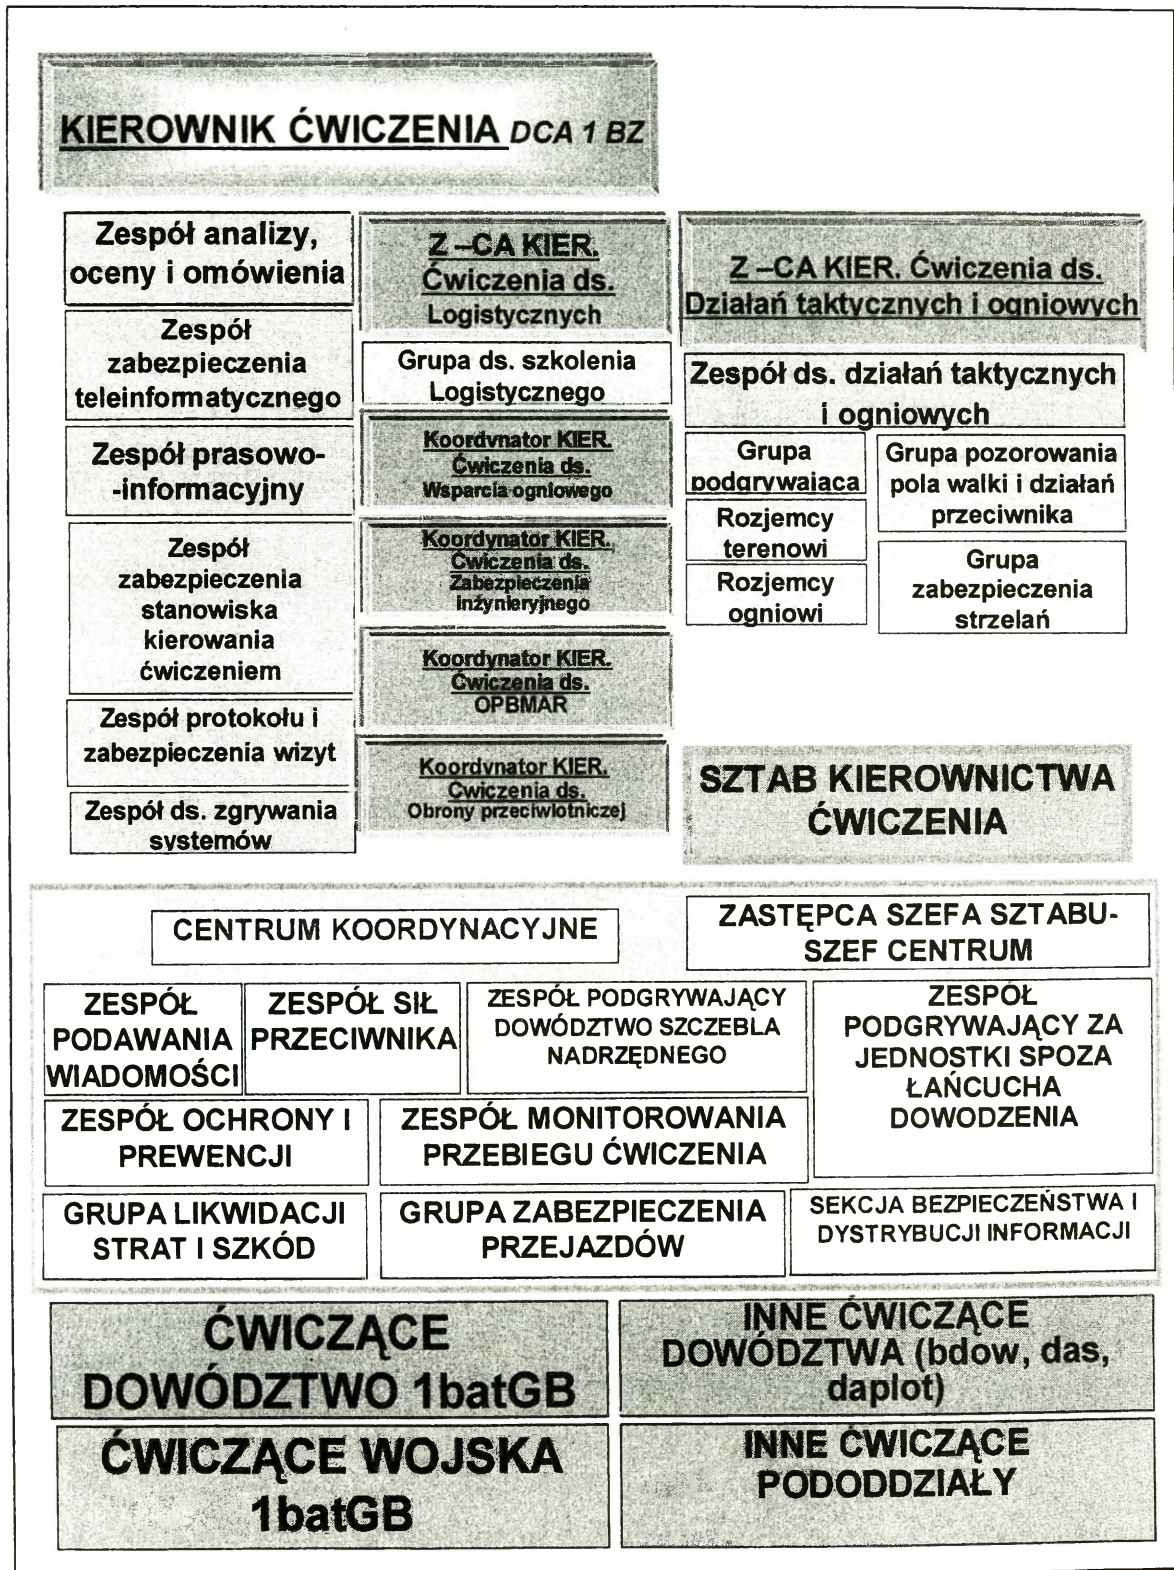 KIEROWNIK ĆWICZENIA DCA 1 BZ
Zespół analizy,
oceny i omówienia
Zespół
zabezpieczenia
teleinformatycznego
Zespół prasowo-
-informacyjny
Zespół
zabezpieczenia
stanowiska
kierowania
ćwiczeniem
Zespół protokołu i
zabezpieczenia wizyt
Zespół ds. zgrywania
systemów
Z –CA KIER.
Ćwiczenia ds.
Logistycznych
Grupa ds. szkolenia
Logistycznego
Koordynator KIER.
Ćwiczenia ds.
Wsparcia ogniowego
Koordynator KIER.
Ćwiczenia ds.
Zabezpieczenia
inżynieryjnego
Koordynator KIER.
Ćwiczenia ds.
OPBMAR
Koordynator KIER.
Ćwiczenia ds.
Obrony przeciwlotniczej
Z –CA KIER. Ćwiczenia ds.
Działań taktycznych i ogniowych
Zespół ds. działań taktycznych
i ogniowych
Grupa
podgrywająca
Rozjemcy
terenowi
Rozjemcy
ogniowi
Grupa pozorowania
pola walki i działań
przeciwnika
Grupa
zabezpieczenia
strzelań
SZTAB KIEROWNICTWA
ĆWICZENIA
CENTRUM KOORDYNACYJNE
ZASTĘPCA SZEFA SZTABU-
SZEF CENTRUM
ZESPÓŁ
PODAWANIA
WIADOMOŚCI
ZESPÓŁ SIŁ
PRZECIWNIKA
ZESPÓŁ PODGRYWAJĄCY
DOWÓDZTWO SZCZEBLA
NADRZĘDNEGO
ZESPÓŁ
PODGRYWAJĄCY ZA
JEDNOSTKI SPOZA
ŁAŃCUCHA
DOWODZENIA
ZESPÓŁ OCHRONY I
PREWENCJI
ZESPÓŁ MONITOROWANIA
PRZEBIEGU ĆWICZENIA
GRUPA LIKWIDACJI
STRAT I SZKÓD
GRUPA ZABEZPIECZENIA
PRZEJAZDÓW
SEKCJA BEZPIECZEŃSTWA I
DYSTRYBUCJI INFORMACJI
ĆWICZĄCE
DOWÓDZTWO 1batGB
INNE ĆWICZĄCE
DOWÓDZTWA (bdow, das,
daplot)
ĆWICZĄCE WOJSKA
1batGB
INNE ĆWICZĄCE
PODODDZIAŁY